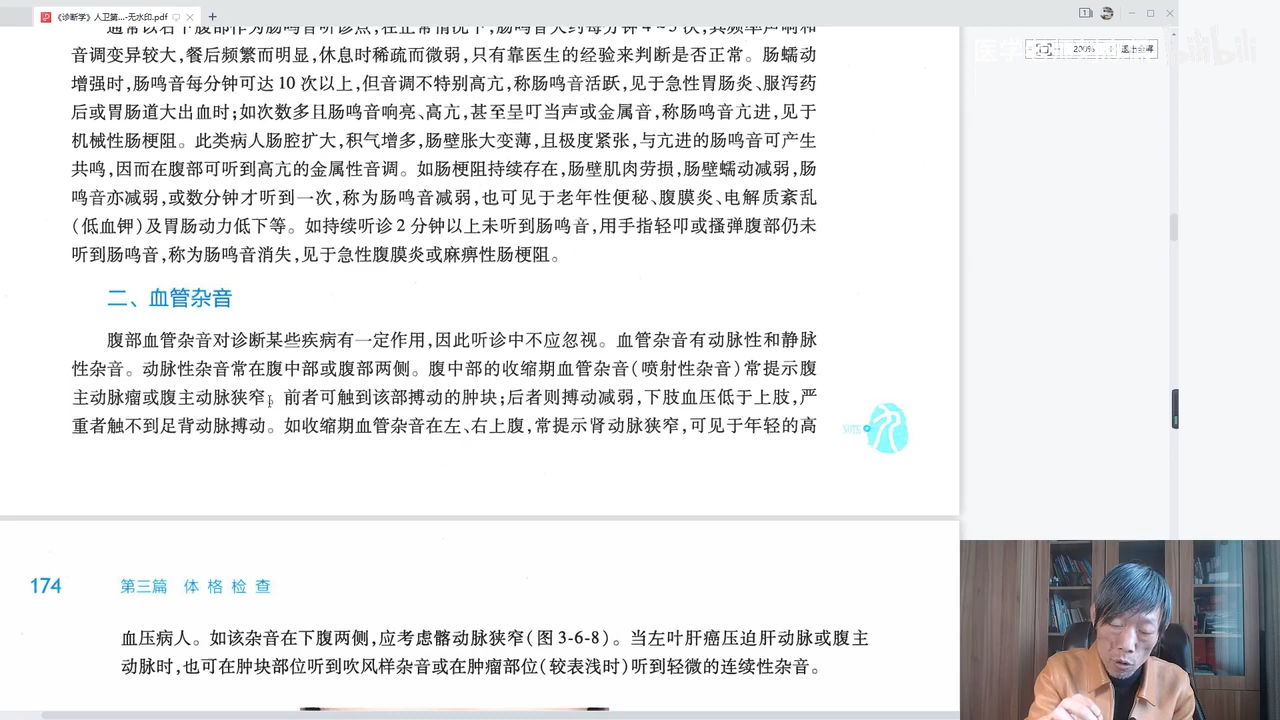 《诊断学》人卫第...-无水印.pdf
200%
bilibili
通常以右下腹部作为肠鸣音听诊点,在正常情况下,肠鸣音大约每分钟4~5次,其频率声响和
音调变异较大,餐后频繁而明显,休息时稀疏而微弱,只有靠医生的经验来判断是否正常。肠蠕动
增强时,肠鸣音每分钟可达10次以上,但音调不特别高亢,称肠鸣音活跃,见于急性胃肠炎、服泻药
后或胃肠道大出血时;如次数多且肠鸣音响亮、高亢,甚至呈叮当声或金属音,称肠鸣音亢进,见于
机械性肠梗阻。此类病人肠腔扩大,积气增多,肠壁胀大变薄,且极度紧张,与亢进的肠鸣音可产生
共鸣,因而在腹部可听到高亢的金属性音调。如肠梗阻持续存在,肠壁肌肉劳损,肠壁蠕动减弱,肠
鸣音亦减弱,或数分钟才听到一次,称为肠鸣音减弱,也可见于老年性便秘、腹膜炎、电解质紊乱
(低血钾)及胃肠动力低下等。如持续听诊2分钟以上未听到肠鸣音,用手指轻叩或搔弹腹部仍未
听到肠鸣音,称为肠鸣音消失,见于急性腹膜炎或麻痹性肠梗阻。
二、血管杂音
腹部血管杂音对诊断某些疾病有一定作用,因此听诊中不应忽视。血管杂音有动脉性和静脉
性杂音。动脉性杂音常在腹中部或腹部两侧。腹中部的收缩期血管杂音(喷射性杂音)常提示腹
主动脉瘤或腹主动脉狭窄。前者可触到该部搏动的肿块;后者则搏动减弱,下肢血压低于上肢,严
重者触不到足背动脉搏动。如收缩期血管杂音在左、右上腹,常提示肾动脉狭窄,可见于年轻的高
174 第三篇 体格检查
血压病人。如该杂音在下腹两侧,应考虑髂动脉狭窄(图3-6-8)。当左叶肝癌压迫肝动脉或腹主
动脉时,也可在肿块部位听到吹风样杂音或在肿瘤部位(较表浅时)听到轻微的连续性杂音。